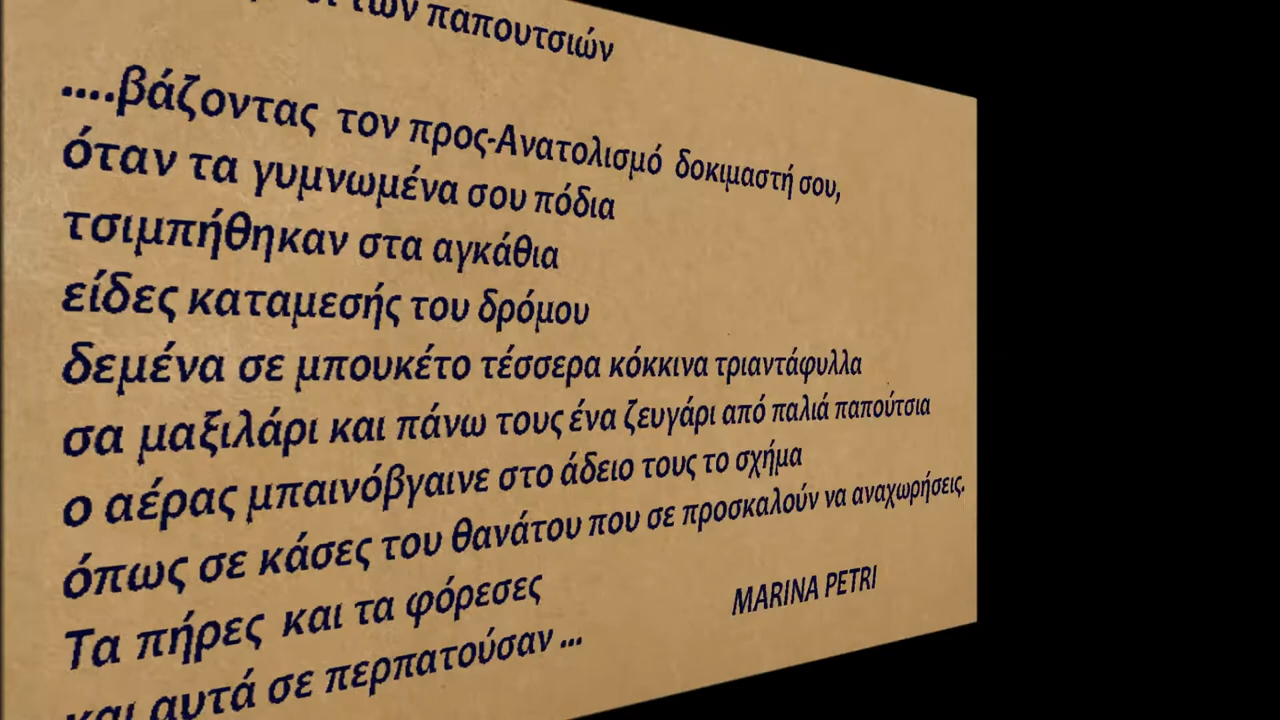 των παπουτσιών
....βάζοντας τον προς-Ανατολισμό δοκιμαστή σου,
όταν τα γυμνωμένα σου πόδια
τσιμπήθηκαν στα αγκάθια
είδες καταμεσής του δρόμου
δεμένα σε μπουκέτο τέσσερα κόκκινα τριαντάφυλλα
σα μαξιλάρι και πάνω τους ένα ζευγάρι από παλιά παπούτσια
ο αέρας μπαινόβγαινε στο άδειο τους το σχήμα
όπως σε κάσες του θανάτου που σε προσκαλούν να αναχωρήσεις.
Τα πήρες και τα φόρεσες
και αυτά σε περπατούσαν ...
MARINA PETRI